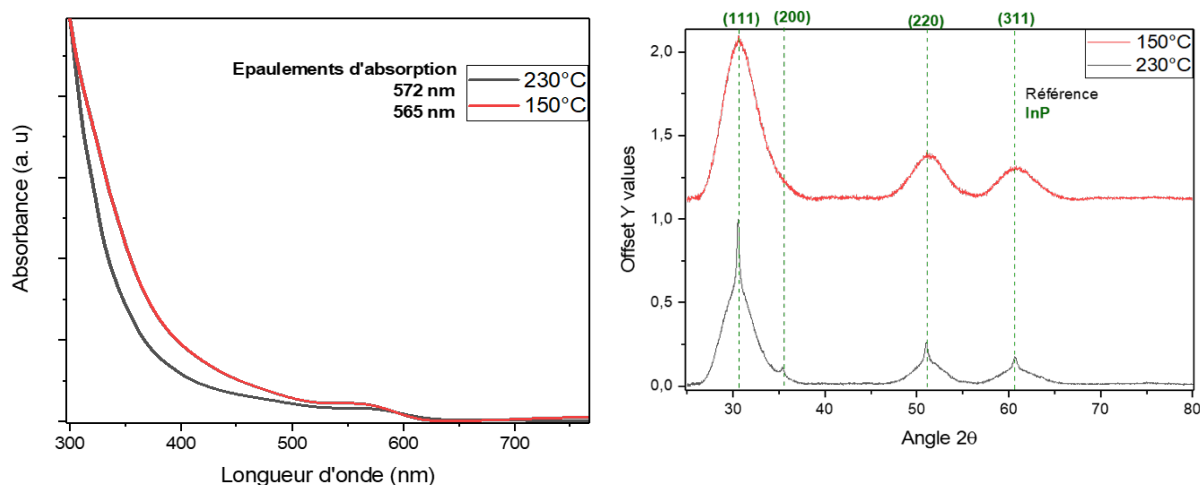 Absorbance (a. u)
Epaulements d'absorption
572 nm
565 nm
230°C
150°C
300
400
500
600
700
Longueur d'onde (nm)
(111)
(200)
(220)
(311)
Offset Y values
2,0
1,5
1,0
0,5
0,0
150°C
230°C
Référence
InP
30
40
50
60
70
80
Angle 2θ